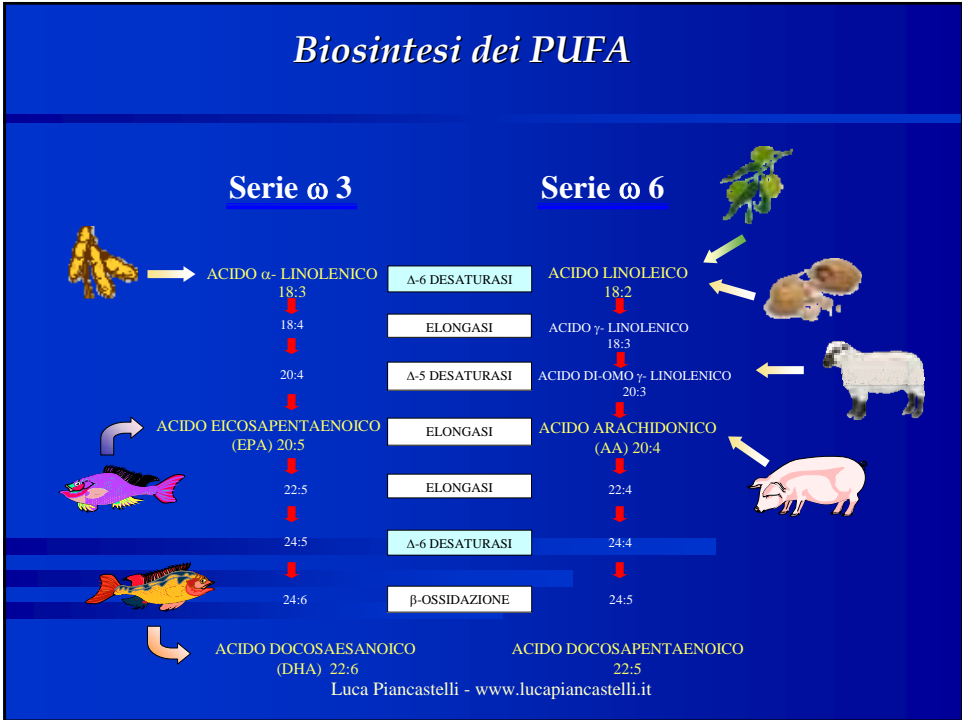 Biosintesi dei PUFA
Serie ω 3
Serie ω 6
ACIDO α- LINOLENICO
18:3
Δ-6 DESATURASI
ACIDO LINOLEICO
18:2
18:4
ELONGASI
ACIDO γ- LINOLENICO
18:3
20:4
Δ-5 DESATURASI
ACIDO DI-OMO γ- LINOLENICO
20:3
ACIDO EICOSAPENTAENOICO
(EPA) 20:5
ELONGASI
ACIDO ARACHIDONICO
(AA) 20:4
22:5
ELONGASI
22:4
24:5
Δ-6 DESATURASI
24:4
24:6
β-OSSIDAZIONE
24:5
ACIDO DOCOSAESANOICO
(DHA) 22:6
ACIDO DOCOSAPENTAENOICO
22:5
Luca Piancastelli - www.lucapiancastelli.it